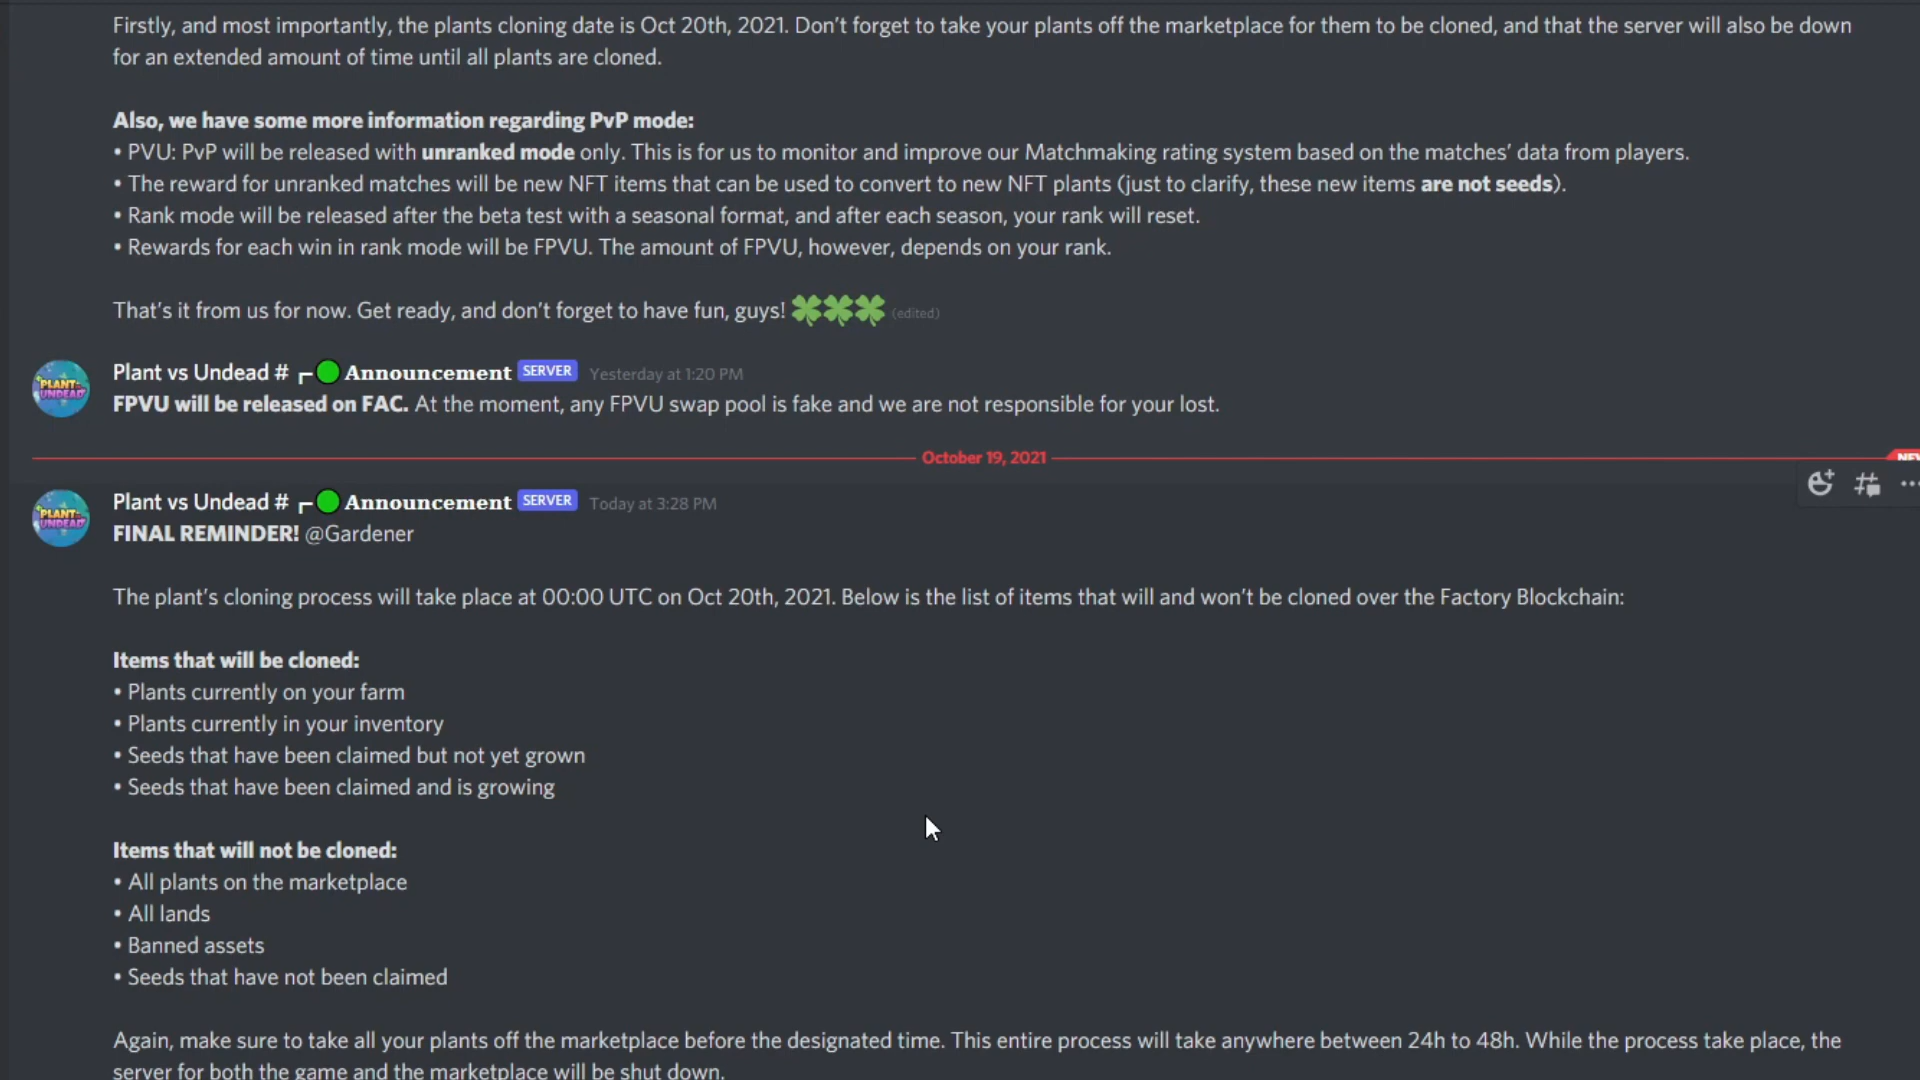 Firstly, and most importantly, the plants cloning date is Oct 20th, 2021. Don't forget to take your plants off the marketplace for them to be cloned, and that the server will also be down
for an extended amount of time until all plants are cloned.
Also, we have some more information regarding PvP mode:
• PVU: PvP will be released with unranked mode only. This is for us to monitor and improve our Matchmaking rating system based on the matches' data from players.
• The reward for unranked matches will be new NFT items that can be used to convert to new NFT plants (just to clarify, these new items are not seeds).
• Rank mode will be released after the beta test with a seasonal format, and after each season, your rank will reset.
• Rewards for each win in rank mode will be FPVU. The amount of FPVU, however, depends on your rank.
That's it from us for now. Get ready, and don't forget to have fun, guys! 🍀🍀🍀 (edited)
PLANT UNDEAD
Plant vs Undead # ┌🟢 Announcement SERVER Yesterday at 1:20 PM
FPVU will be released on FAC. At the moment, any FPVU swap pool is fake and we are not responsible for your lost.
October 19, 2021
NEW
PLANT UNDEAD
Plant vs Undead # ┌🟢 Announcement SERVER Today at 3:28 PM
FINAL REMINDER! @Gardener
The plant's cloning process will take place at 00:00 UTC on Oct 20th, 2021. Below is the list of items that will and won't be cloned over the Factory Blockchain:
Items that will be cloned:
• Plants currently on your farm
• Plants currently in your inventory
• Seeds that have been claimed but not yet grown
• Seeds that have been claimed and is growing
Items that will not be cloned:
• All plants on the marketplace
• All lands
• Banned assets
• Seeds that have not been claimed
Again, make sure to take all your plants off the marketplace before the designated time. This entire process will take anywhere between 24h to 48h. While the process take place, the
server for both the game and the marketplace will be shut down.